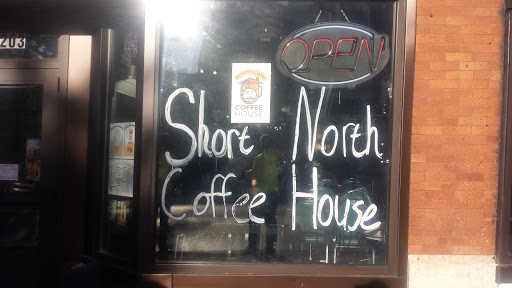 203
OPEN
COFFEE
HOUSE
Short North
Coffee House